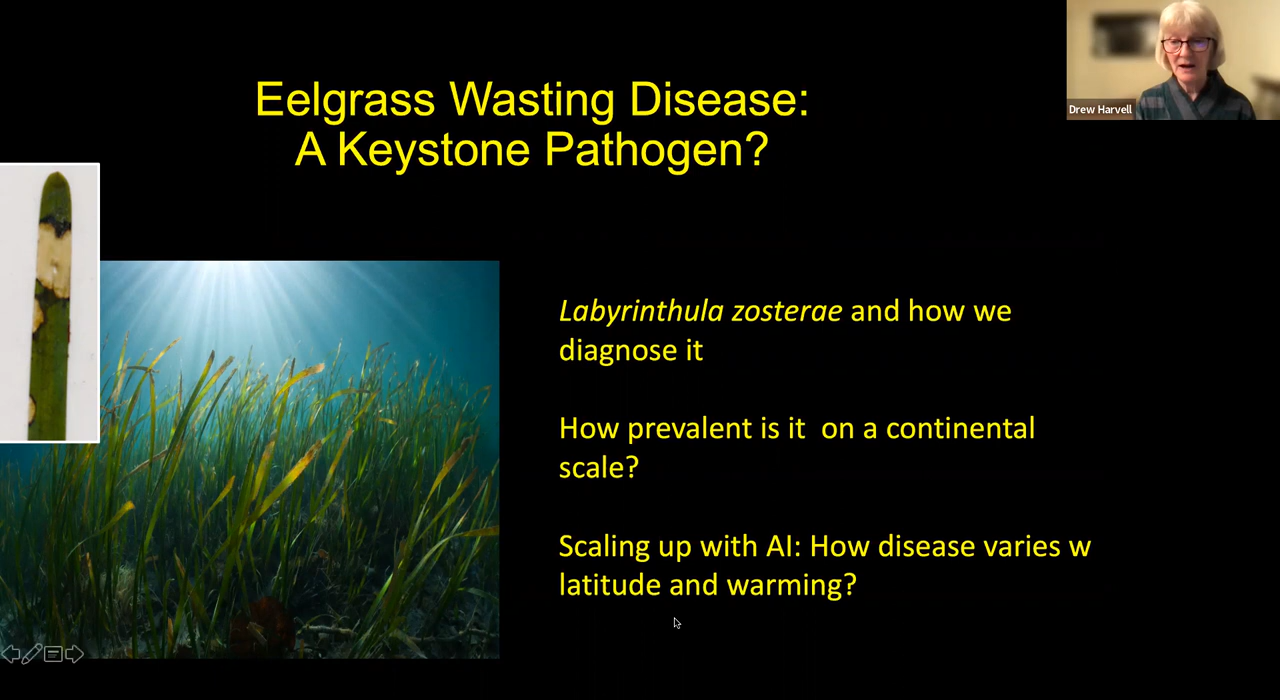 Eelgrass Wasting Disease:
A Keystone Pathogen?
Drew Harvell
Labyrinthula zosterae and how we
diagnose it
How prevalent is it  on a continental
scale?
Scaling up with AI: How disease varies w
latitude and warming?